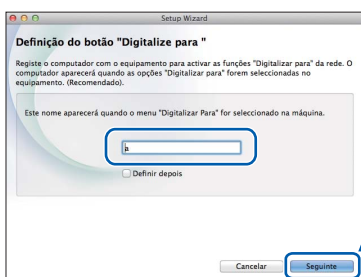 Setup Wizard
Definição do botão "Digitalize para "
Registe o computador com o equipamento para activar as funções "Digitalizar para" da rede. O
computador aparecerá quando as opções "Digitalizar para" forem seleccionadas no
equipamento. (Recomendado).
Este nome aparecerá quando o menu "Digitalizar Para" for seleccionado na máquina.
a
Definir depois
Cancelar
Seguinte